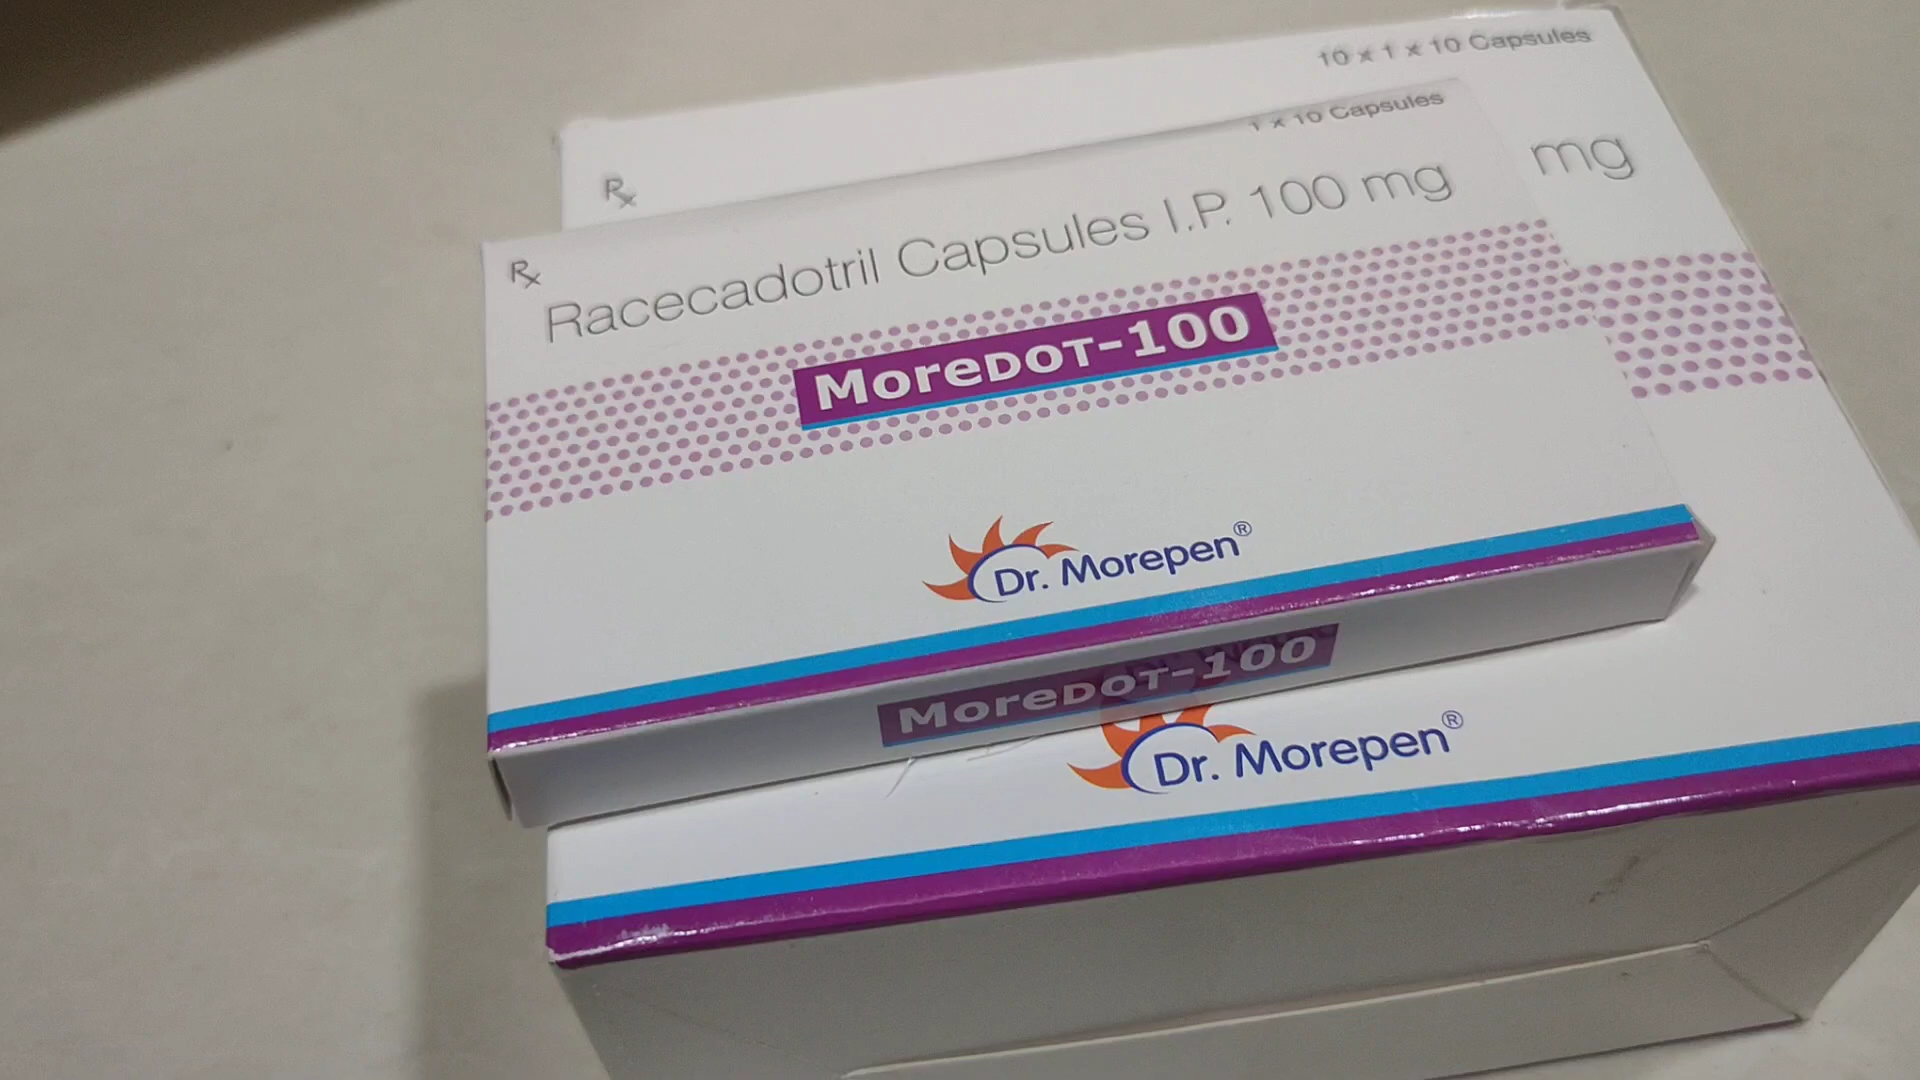 10 x 1 x 10 Capsules
Rx
mg
Dr. Morepen®
1 x 10 Capsules
Rx
Racecadotril Capsules I.P. 100 mg
MOREDOT-100
Dr. Morepen®
MOREDOT-100